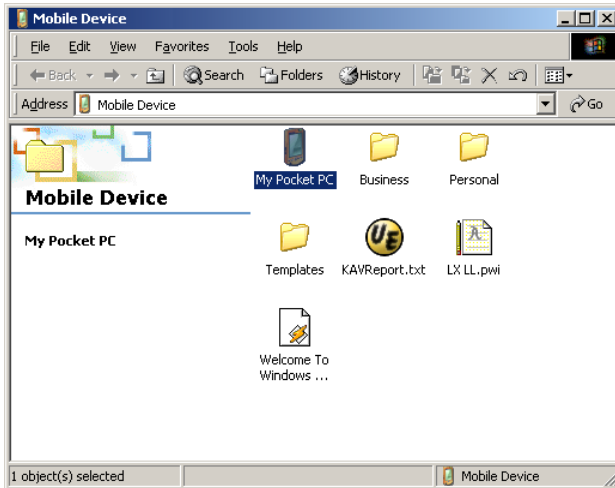 Mobile Device
File Edit View Favorites Tools Help
Back Search Folders History
Address Mobile Device Go
Mobile Device
My Pocket PC
My Pocket PC Business Personal
Templates KAVReport.txt LX LL.pwi
Welcome To
Windows ...
1 object(s) selected Mobile Device